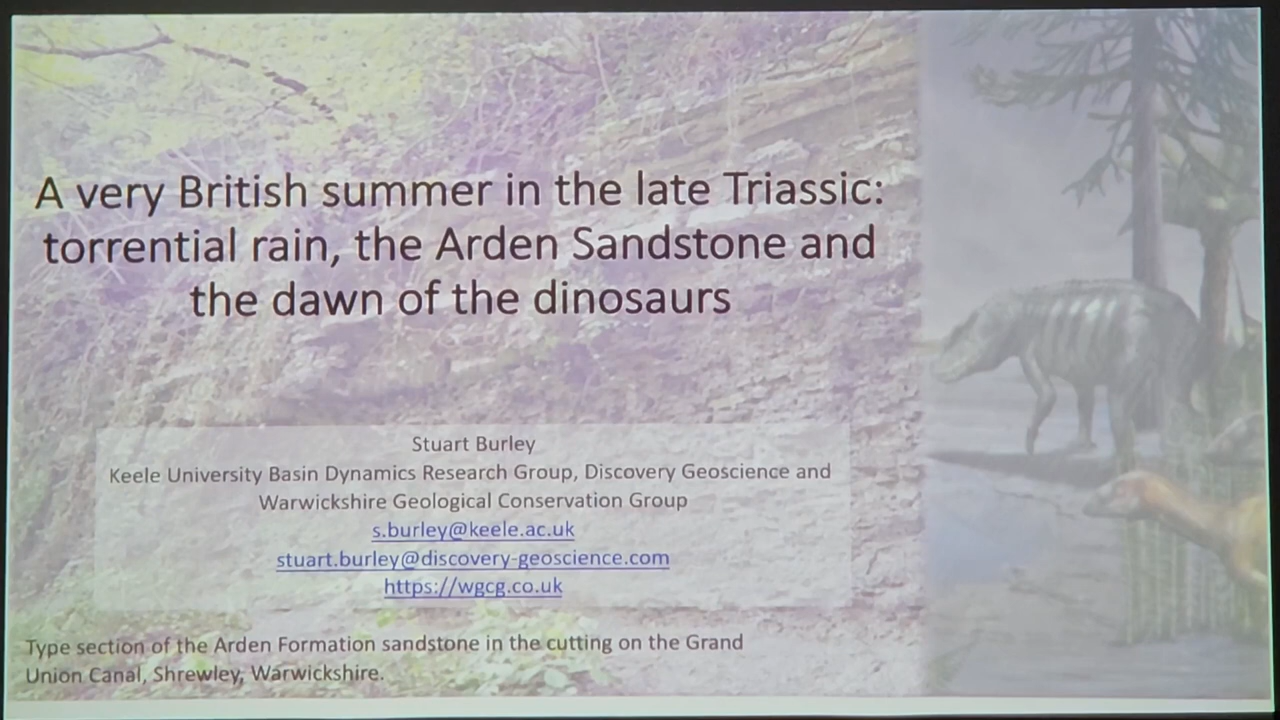 A very British summer in the late Triassic:
torrential rain, the Arden Sandstone and
the dawn of the dinosaurs
Stuart Burley
Keele University Basin Dynamics Research Group, Discovery Geoscience and
Warwickshire Geological Conservation Group
s.burley@keele.ac.uk
stuart.burley@discovery-geoscience.com
https://wgcg.co.uk
Type section of the Arden Formation sandstone in the cutting on the Grand
Union Canal, Shrewley, Warwickshire.